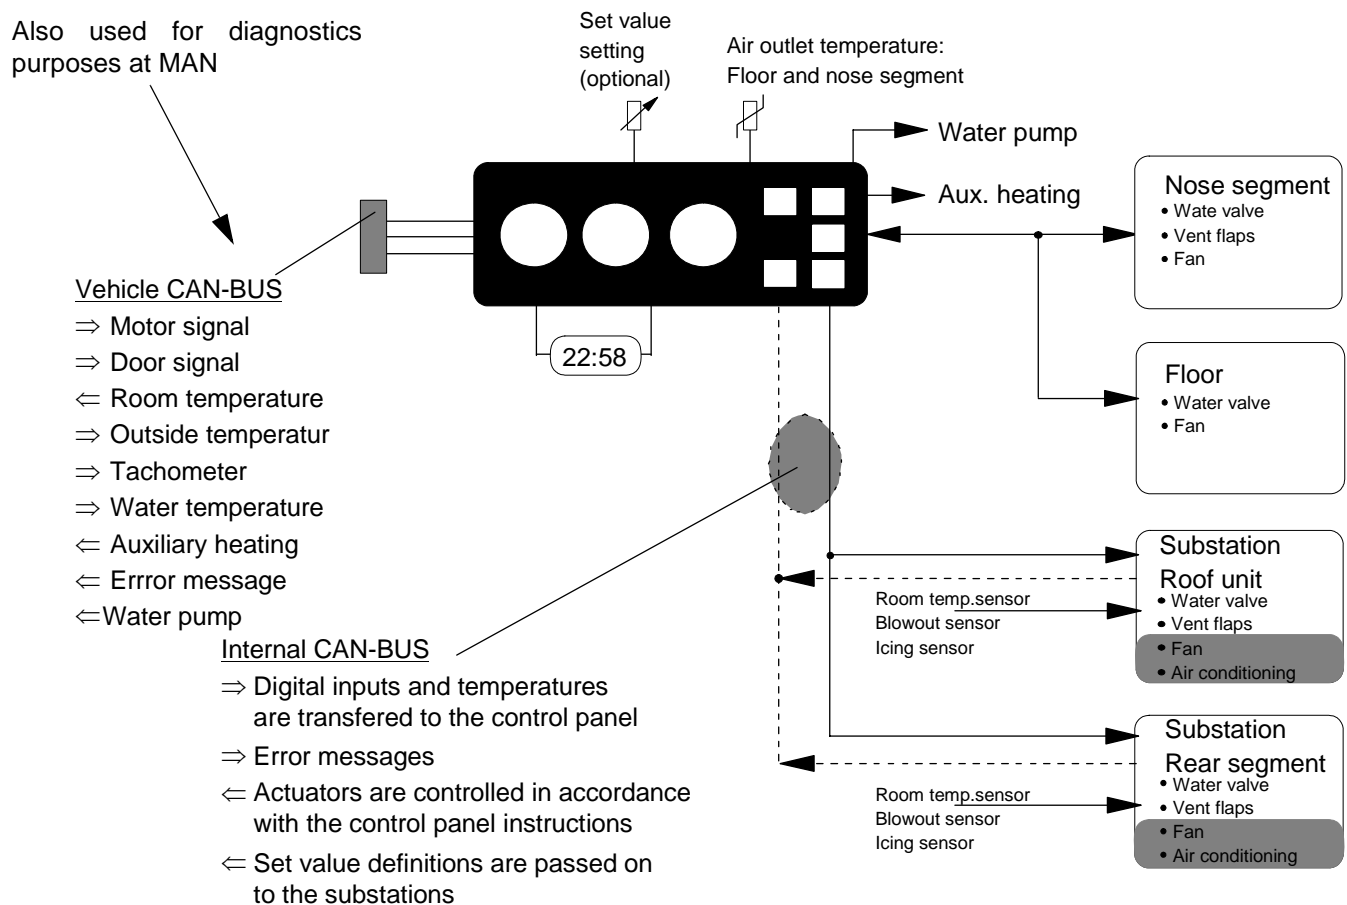 Also used for diagnostics
purposes at MAN
Set value
setting
(optional)
Air outlet temperature:
Floor and nose segment
Water pump
Aux. heating
Nose segment
• Wate valve
• Vent flaps
• Fan
Vehicle CAN-BUS
⇒ Motor signal
⇒ Door signal
⇐ Room temperature
⇒ Outside temperatur
⇒ Tachometer
⇒ Water temperature
⇐ Auxiliary heating
⇐ Errror message
⇐Water pump
22:58
Floor
• Water valve
• Fan
Internal CAN-BUS
⇒ Digital inputs and temperatures
are transfered to the control panel
⇒ Error messages
⇐ Actuators are controlled in accordance
with the control panel instructions
⇐ Set value definitions are passed on
to the substations
Room temp.sensor
Blowout sensor
Icing sensor
Substation
Roof unit
• Water valve
• Vent flaps
• Fan
• Air conditioning
Room temp.sensor
Blowout sensor
Icing sensor
Substation
Rear segment
• Water valve
• Vent flaps
• Fan
• Air conditioning